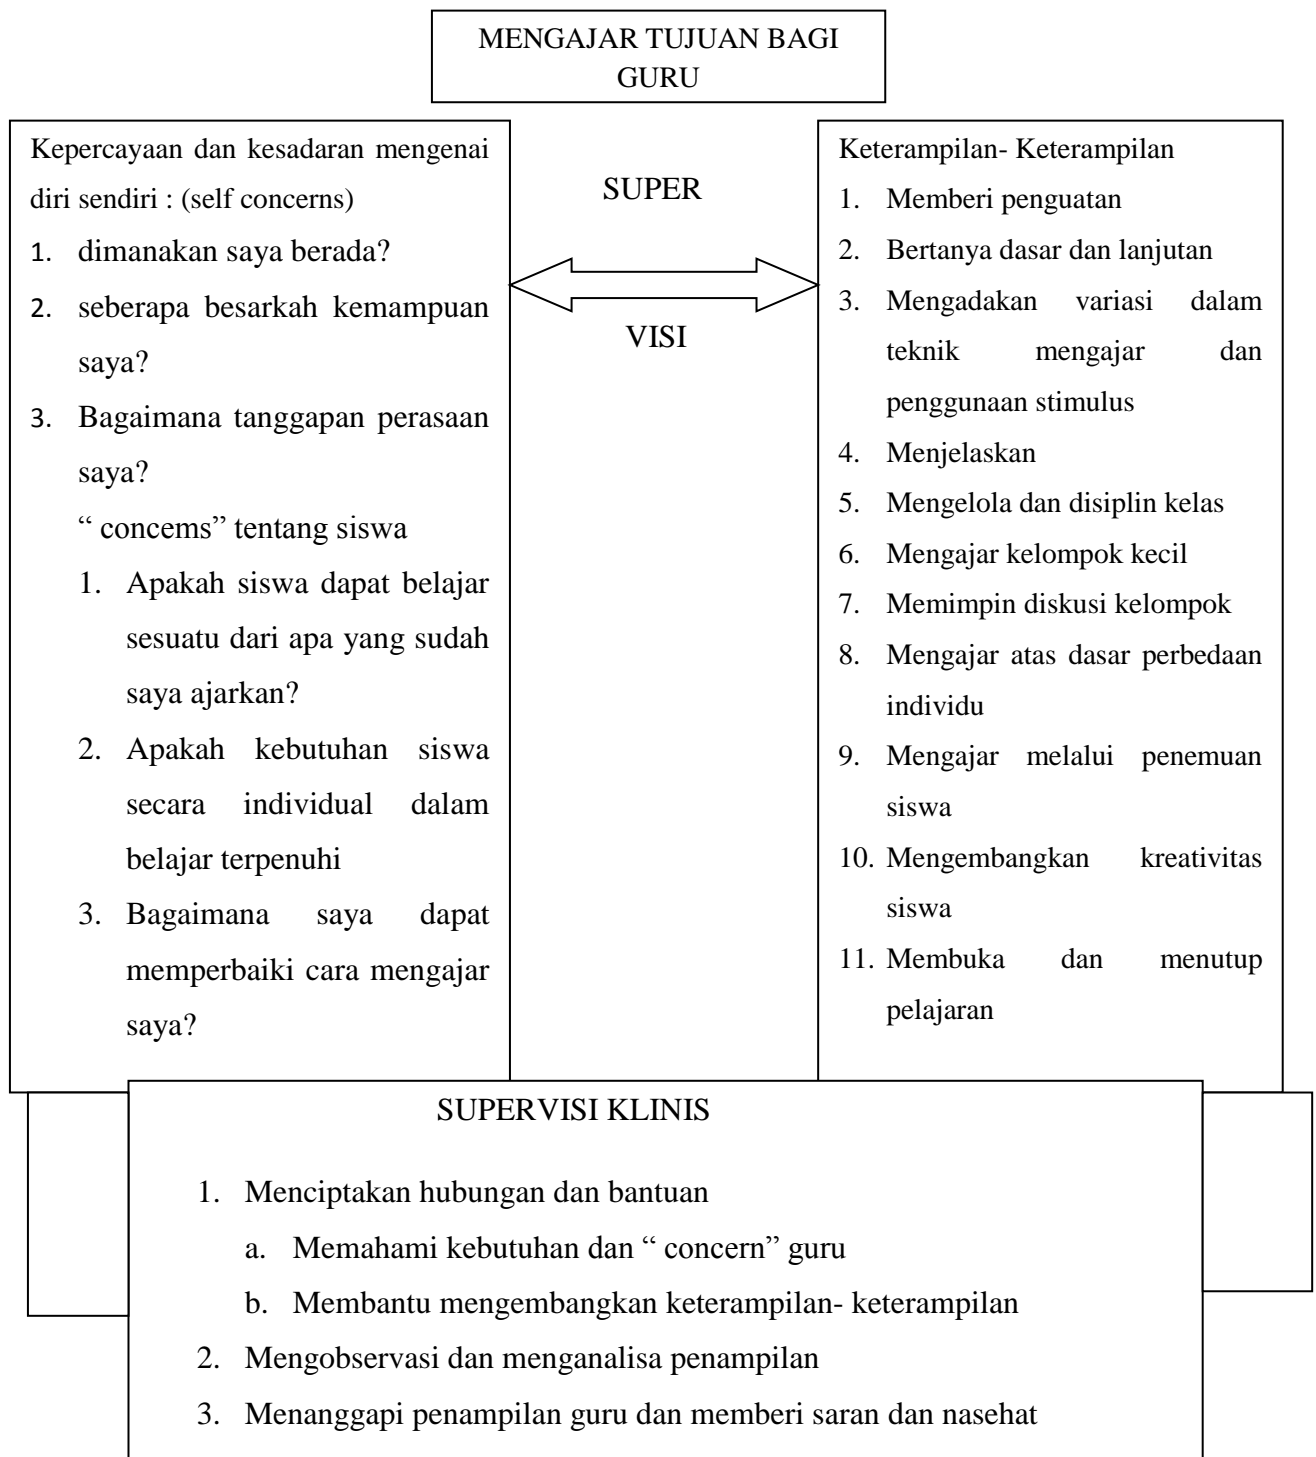 MENGAJAR TUJUAN BAGI
GURU
Kepercayaan dan kesadaran mengenai
diri sendiri : (self concerns)
1. dimanakan saya berada?
2. seberapa besarkah kemampuan
saya?
3. Bagaimana tanggapan perasaan
saya?
“ concems” tentang siswa
1. Apakah siswa dapat belajar
sesuatu dari apa yang sudah
saya ajarkan?
2. Apakah kebutuhan siswa
secara individual dalam
belajar terpenuhi
3. Bagaimana saya dapat
memperbaiki cara mengajar
saya?
SUPER
VISI
Keterampilan- Keterampilan
1. Memberi penguatan
2. Bertanya dasar dan lanjutan
3. Mengadakan variasi dalam
teknik mengajar dan
penggunaan stimulus
4. Menjelaskan
5. Mengelola dan disiplin kelas
6. Mengajar kelompok kecil
7. Memimpin diskusi kelompok
8. Mengajar atas dasar perbedaan
individu
9. Mengajar melalui penemuan
siswa
10. Mengembangkan kreativitas
siswa
11. Membuka dan menutup
pelajaran
SUPERVISI KLINIS
1. Menciptakan hubungan dan bantuan
a. Memahami kebutuhan dan “ concern” guru
b. Membantu mengembangkan keterampilan- keterampilan
2. Mengobservasi dan menganalisa penampilan
3. Menanggapi penampilan guru dan memberi saran dan nasehat